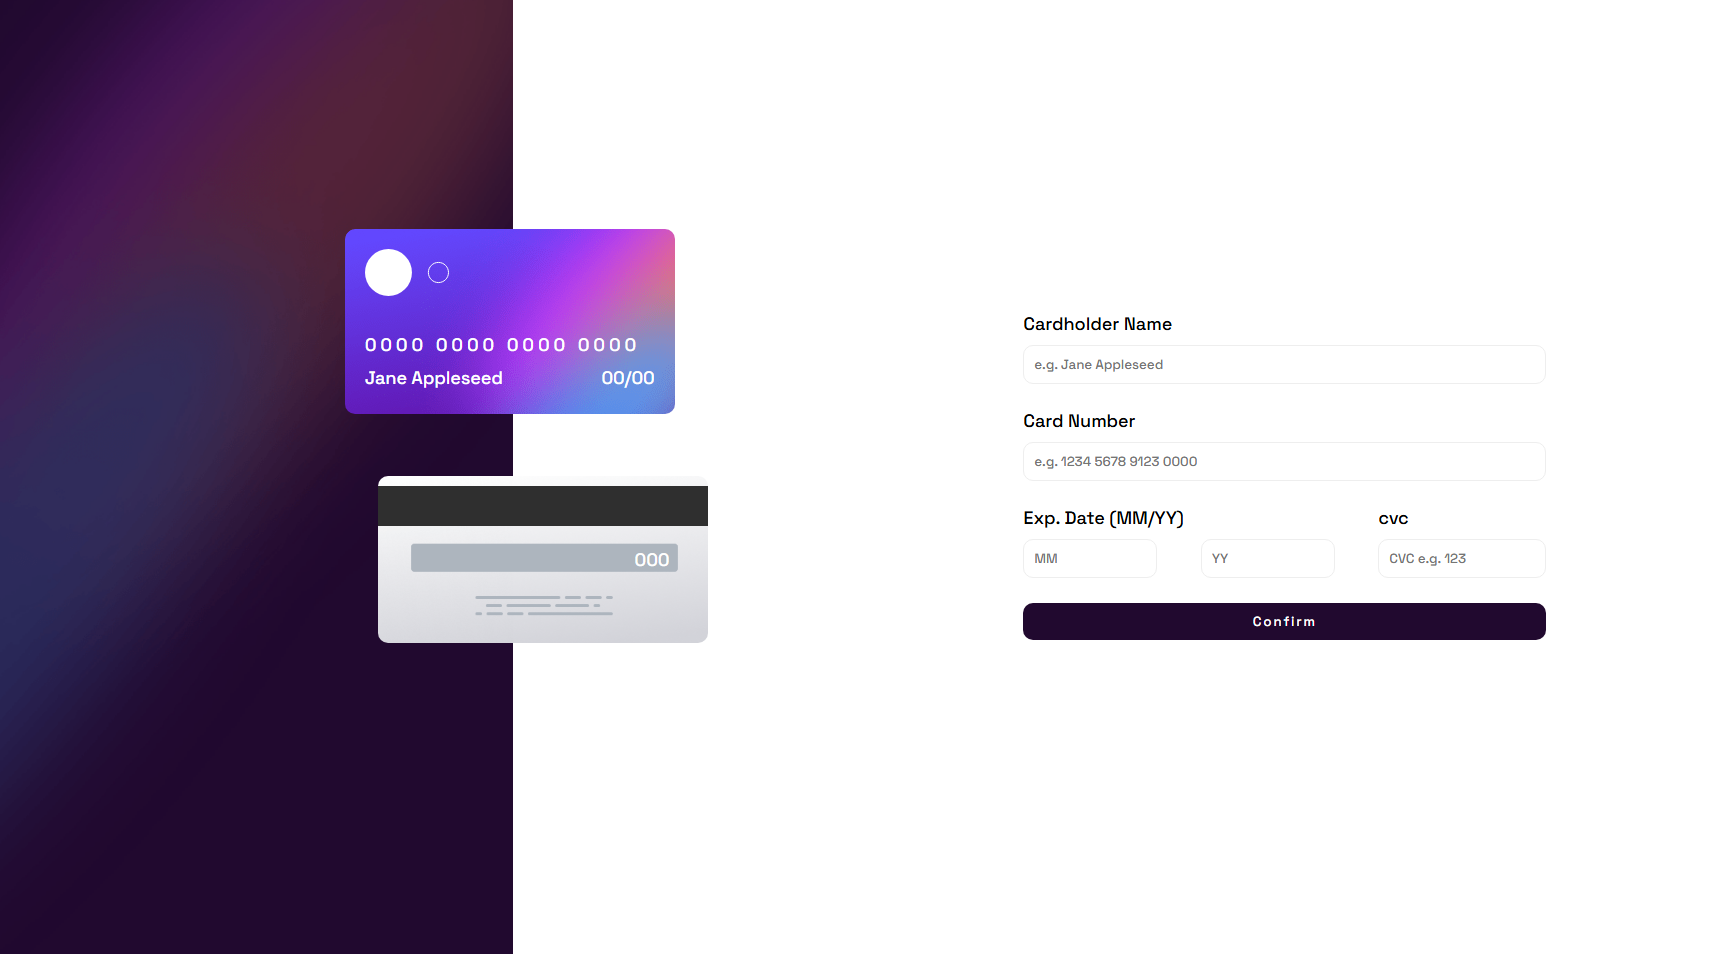 0000 0000 0000 0000
Jane Appleseed 00/00
000
Cardholder Name
e.g. Jane Appleseed
Card Number
e.g. 1234 5678 9123 0000
Exp. Date (MM/YY) cvc
MM YY CVC e.g. 123
Confirm